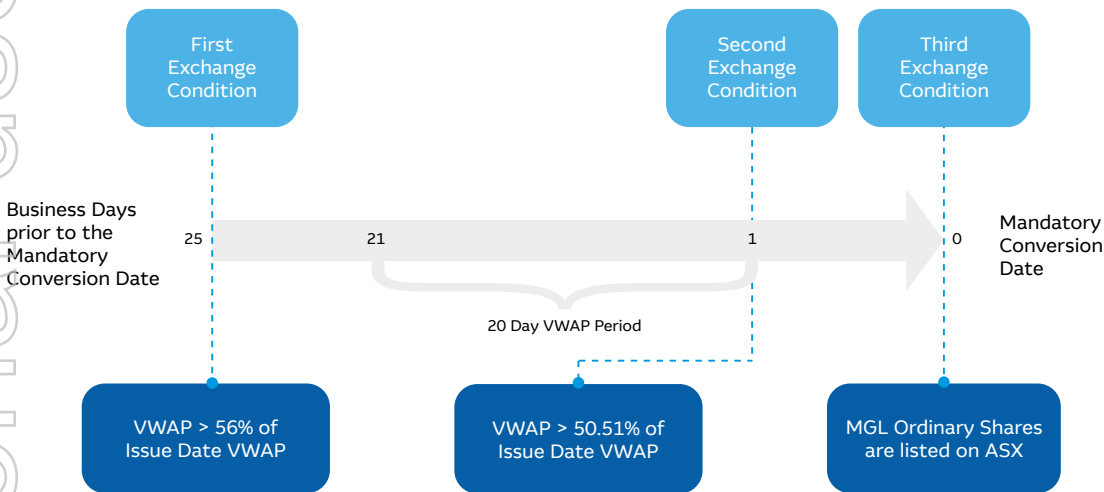 First
Exchange
Condition
Second
Exchange
Condition
Third
Exchange
Condition
Business Days
prior to the
Mandatory
Conversion Date
25
21
1
0
Mandatory
Conversion
Date
20 Day VWAP Period
VWAP > 56% of
Issue Date VWAP
VWAP > 50.51% of
Issue Date VWAP
MGL Ordinary Shares
are listed on ASX